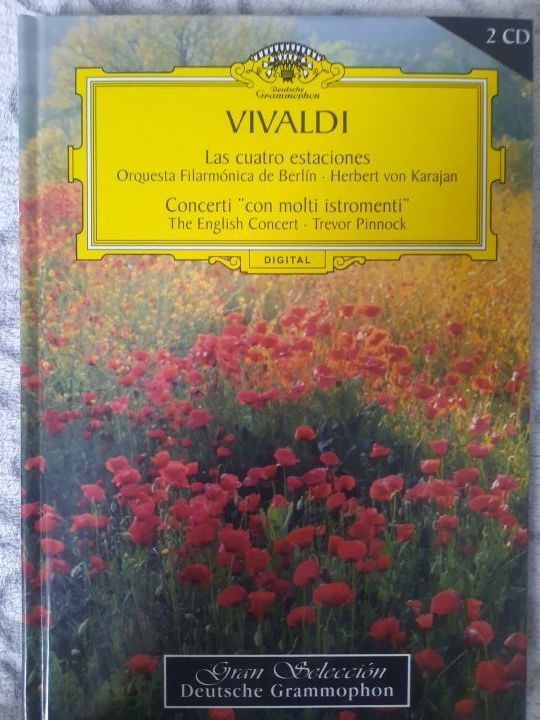 2 CD
Deutsche
Grammophon
VIVALDI
Las cuatro estaciones
Orquesta Filarmónica de Berlín · Herbert von Karajan
Concerti "con molti istromenti"
The English Concert · Trevor Pinnock
DIGITAL
Gran Selección
Deutsche Grammophon